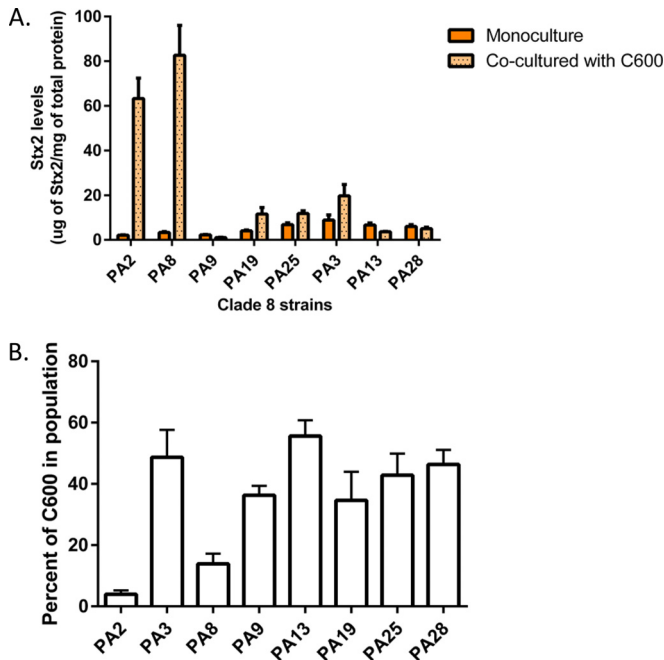 A.
Monoculture
Co-cultured with C600
Stx2 levels
(ug of Stx2/mg of total protein)
100
80
60
40
20
0
PA2 PA8 PA9 PA19 PA25 PA3 PA13 PA28
Clade 8 strains
B.
Percent of C600 in population
80
60
40
20
0
PA2 PA3 PA8 PA9 PA13 PA19 PA25 PA28